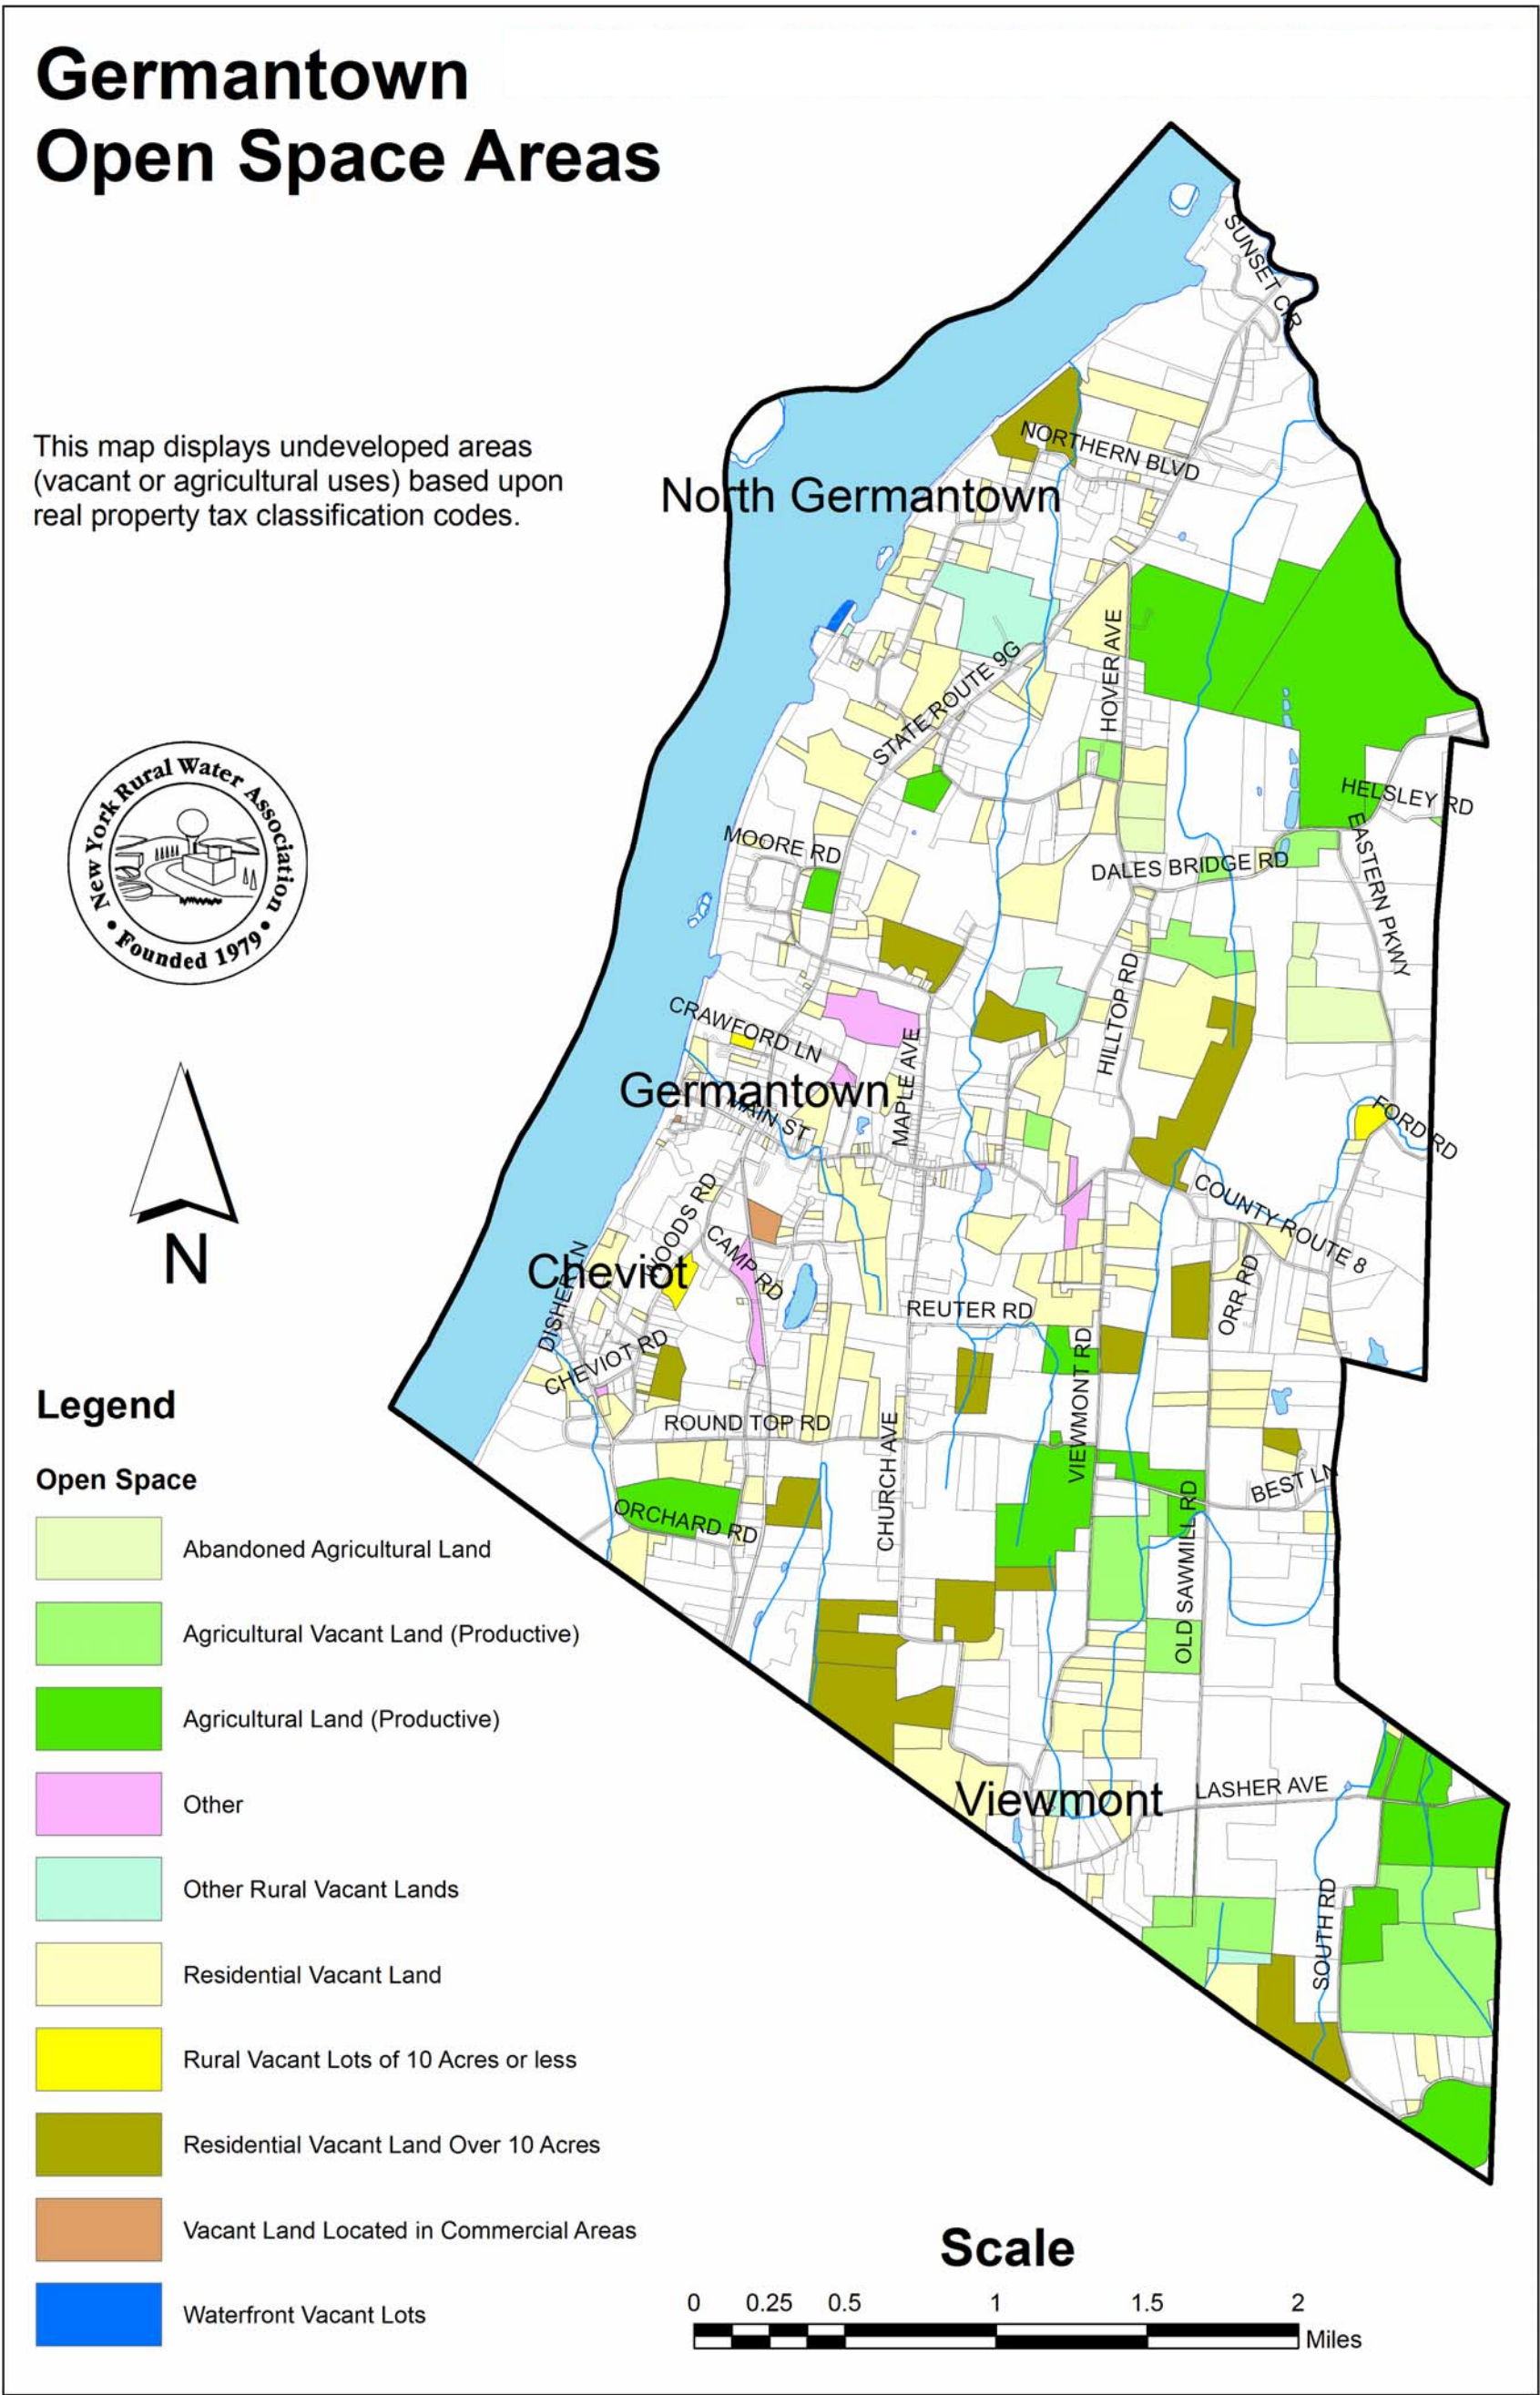 Germantown
Open Space Areas
This map displays undeveloped areas
(vacant or agricultural uses) based upon
real property tax classification codes.
New York Rural Water Association
• Founded 1979 •
N
SUNSET CIR
NORTHERN BLVD
North Germantown
HOVER AVE
STATE ROUTE 9G
HELSLEY RD
MOORE RD
EASTERN PKWY
DALES BRIDGE RD
HILLTOP RD
CRAWFORD LN
MAPLE AVE
Germantown
MAIN ST
FORD RD
COUNTY ROUTE 8
WOODS RD
CAMP RD
Cheviot
DISHER LN
ORR RD
REUTER RD
CHEVIOT RD
VIEWMONT RD
ROUND TOP RD
CHURCH AVE
BEST LN
ORCHARD RD
OLD SAWMILL RD
Viewmont
LASHER AVE
SOUTH RD
Legend
Open Space
Abandoned Agricultural Land
Agricultural Vacant Land (Productive)
Agricultural Land (Productive)
Other
Other Rural Vacant Lands
Residential Vacant Land
Rural Vacant Lots of 10 Acres or less
Residential Vacant Land Over 10 Acres
Vacant Land Located in Commercial Areas
Waterfront Vacant Lots
Scale
0 0.25 0.5 1 1.5 2
Miles